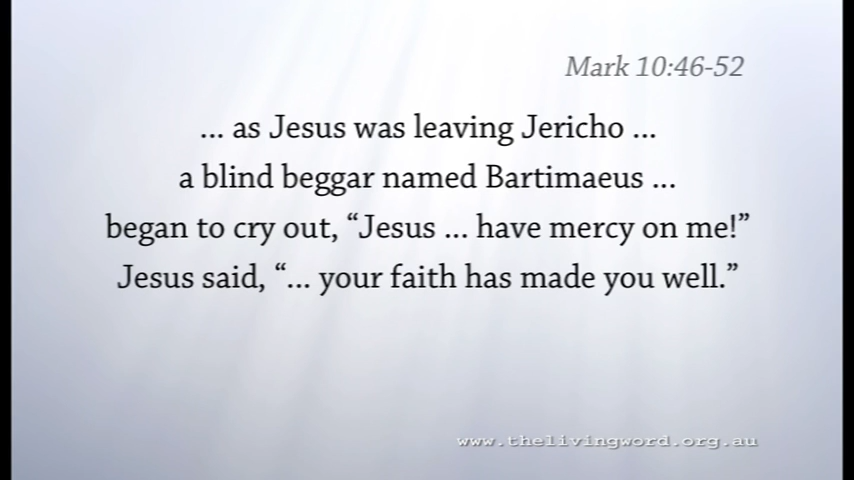 Mark 10:46-52
... as Jesus was leaving Jericho ...
a blind beggar named Bartimaeus ...
began to cry out, “Jesus ... have mercy on me!”
Jesus said, “... your faith has made you well.”
www.thelivingword.org.au